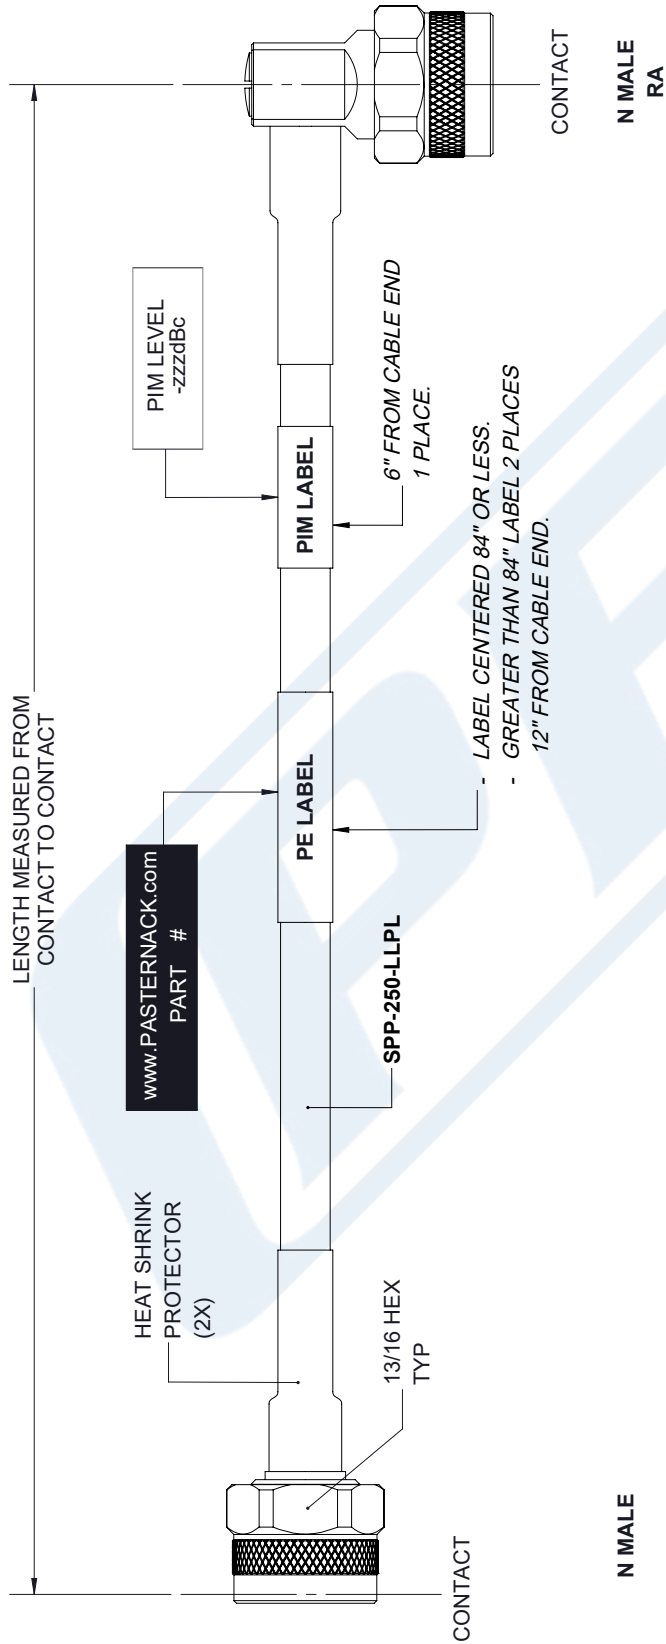 LENGTH MEASURED FROM
CONTACT TO CONTACT
HEAT SHRINK
PROTECTOR
(2X)
www.PASTERNACK.com
PART #
PIM LEVEL
-zzzdBc
PE LABEL
PIM LABEL
13/16 HEX
TYP
SPP-250-LLPL
6" FROM CABLE END
1 PLACE.
- LABEL CENTERED 84" OR LESS.
- GREATER THAN 84" LABEL 2 PLACES
12" FROM CABLE END.
CONTACT
CONTACT
N MALE
N MALE
RA